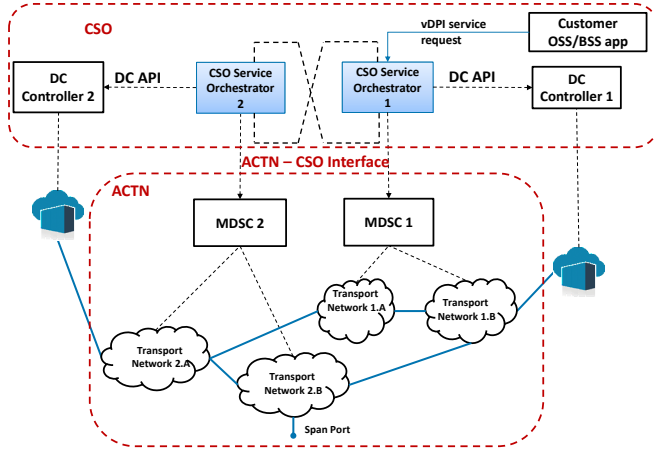 CSO
vDPI service
request
Customer
OSS/BSS app
DC
Controller 2
DC API
CSO Service
Orchestrator
2
CSO Service
Orchestrator
1
DC API
DC
Controller 1
ACTN – CSO Interface
ACTN
MDSC 2
MDSC 1
Transport
Network 1.A
Transport
Network 1.B
Transport
Network 2.A
Transport
Network 2.B
Span Port